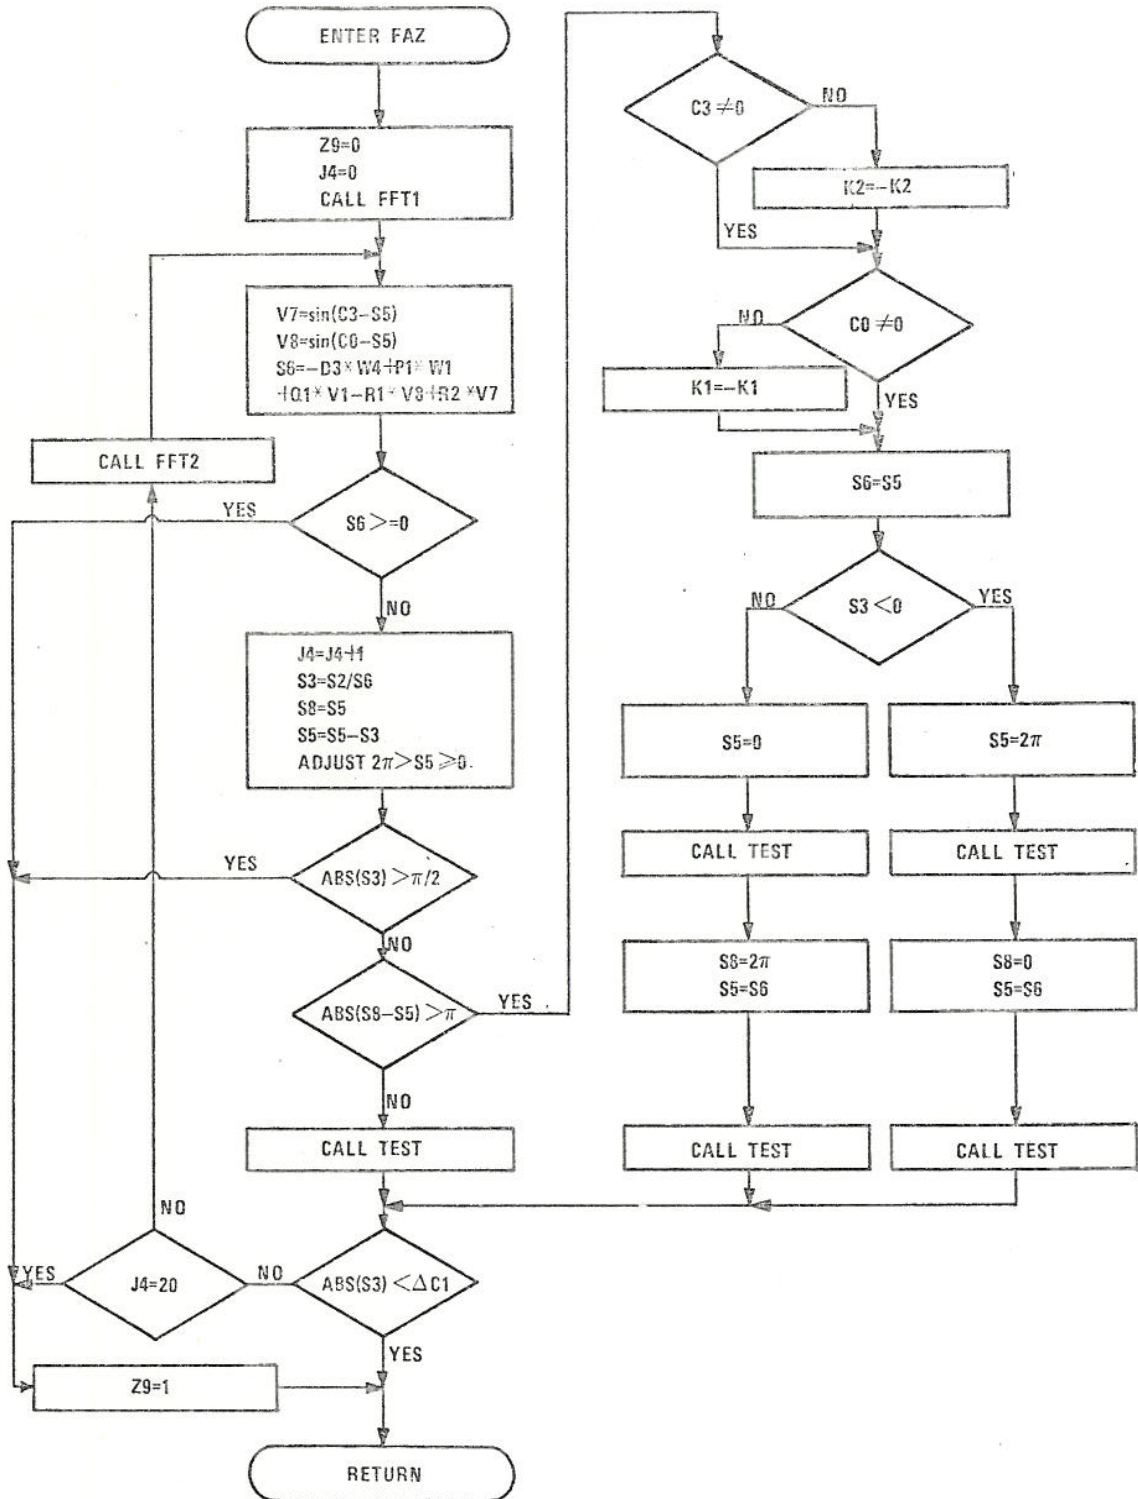 ENTER FAZ
Z9=0
J4=0
CALL FFT1
V7=sin(C3-S5)
V8=sin(C0-S5)
S6=-D3*W4+P1*W1
+Q1*V1-R1*V8+R2*V7
CALL FFT2
YES
S6>=0
NO
J4=J4+1
S3=S2/S6
S8=S5
S5=S5-S3
ADJUST 2π>S5≥0.
YES
ABS(S3)>π/2
NO
ABS(S8-S5)>π
YES
NO
CALL TEST
NO
YES
J4=20
NO
ABS(S3)<ΔC1
YES
Z9=1
RETURN
C3≠0
NO
K2=-K2
YES
NO
C0≠0
K1=-K1
YES
S6=S5
NO
S3<0
YES
S5=0
S5=2π
CALL TEST
CALL TEST
S8=2π
S5=S6
S8=0
S5=S6
CALL TEST
CALL TEST